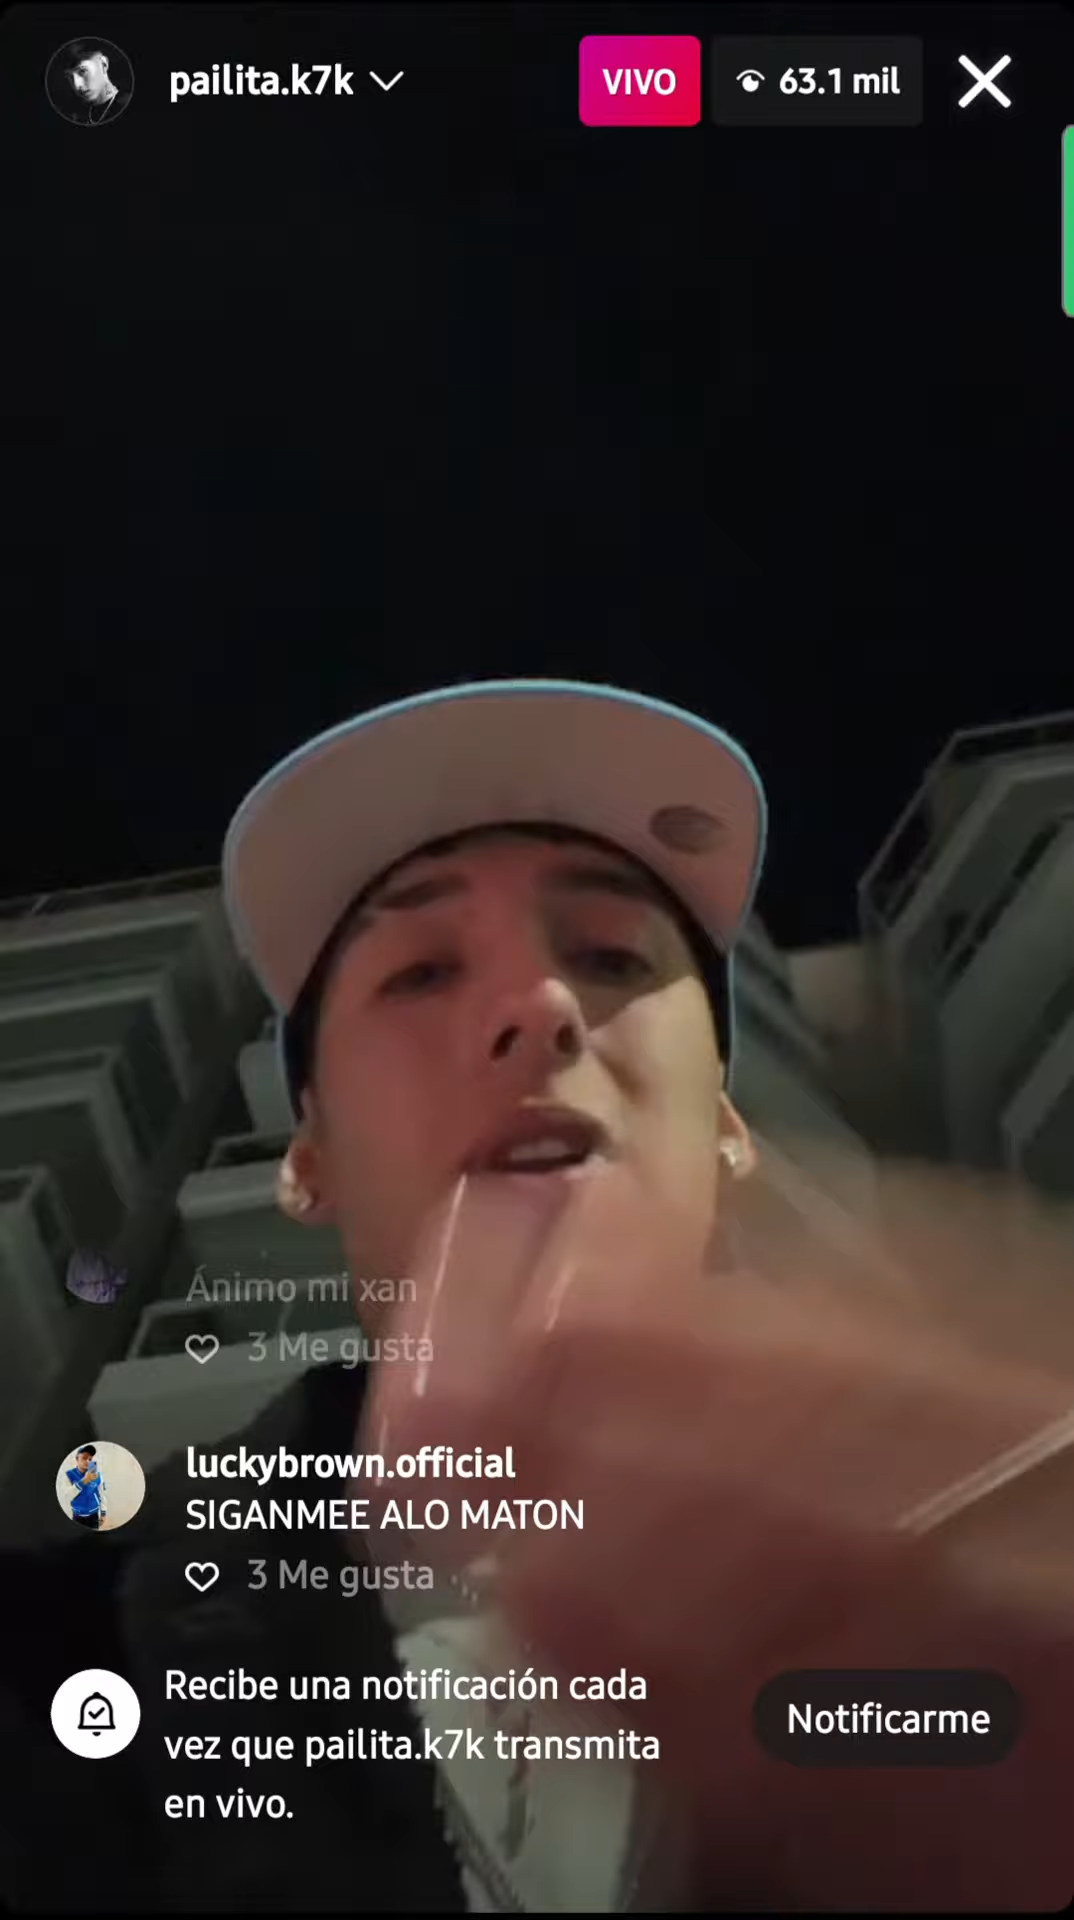 pailita.k7k
VIVO
63.1 mil
Ánimo mi xan
3 Me gusta
luckybrown.official
SIGANMEE ALO MATON
3 Me gusta
Recibe una notificación cada
vez que pailita.k7k transmita
en vivo.
Notificarme